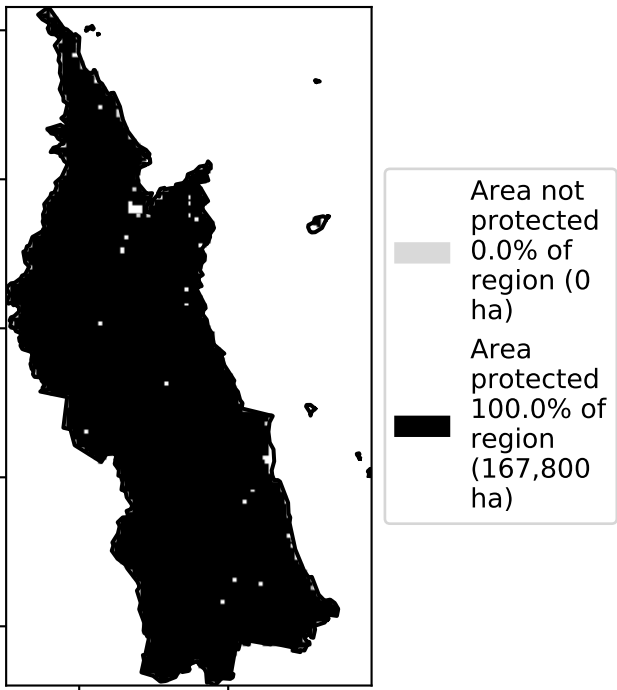 Area not
protected
0.0% of
region (0
ha)
Area
protected
100.0% of
region
(167,800
ha)